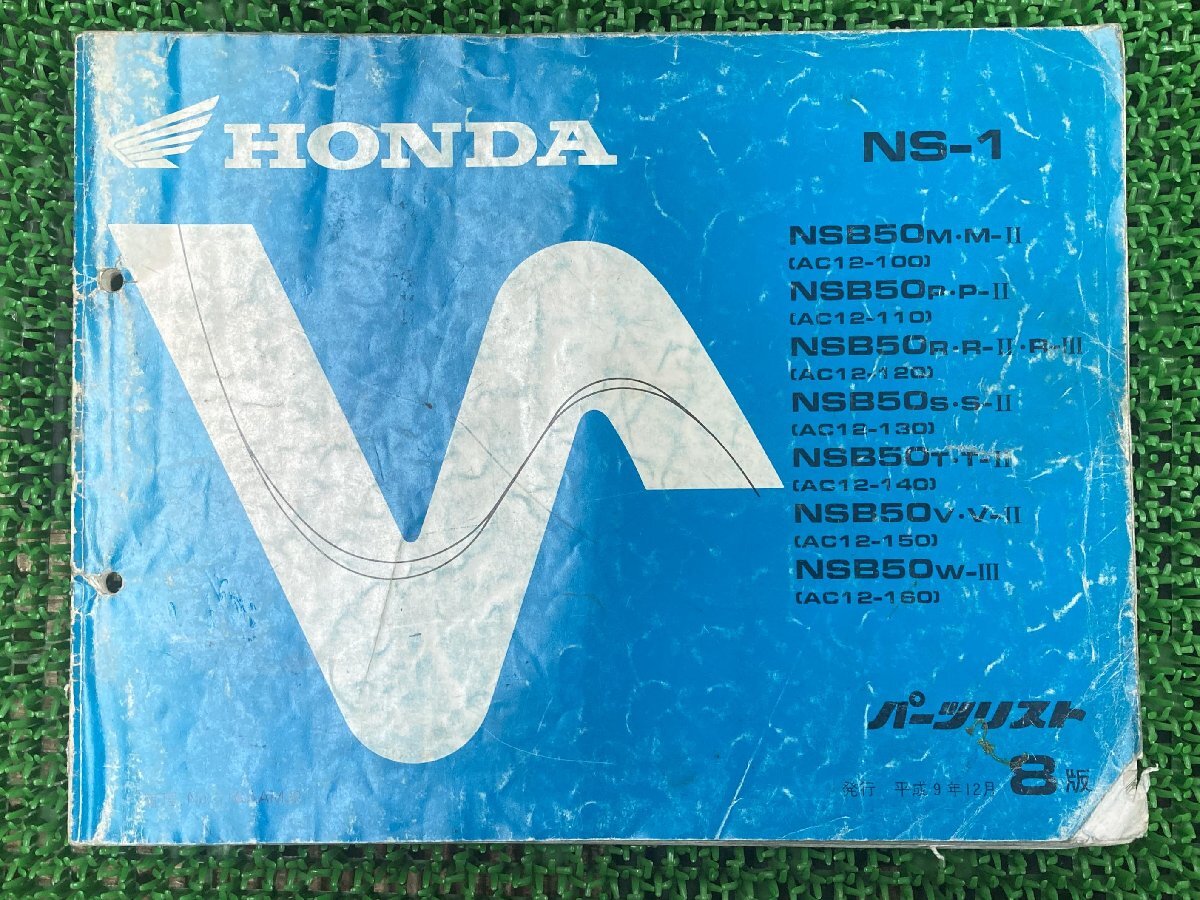 HONDA
NS-1
NSB50M·M-II
(AC12-100)
NSB50P·P-II
(AC12-110)
NSB50R·R-II·R-III
(AC12-120)
NSB50S·S-II
(AC12-130)
NSB50T·T-II
(AC12-140)
NSB50V·V-II
(AC12-150)
NSB50W-III
(AC12-160)
パーツリスト
発行 平成9年12月 8版